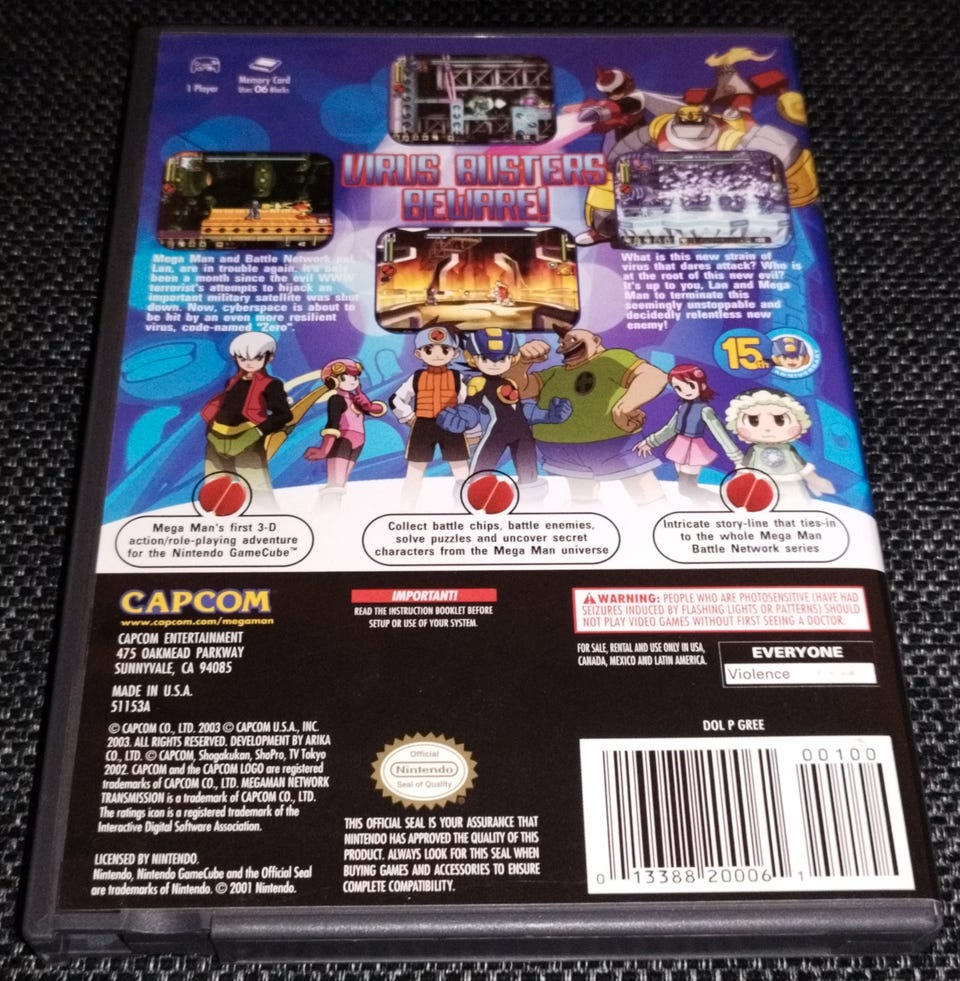 1 Player
Memory Card
Uses 06 Blocks
VIRUS BUSTERS
BEWARE!
Mega Man and Battle Network pal,
Lan, are in trouble again. It's only
been a month since the evil WWW
terrorist's attempts to hijack an
important military satellite was shut
down. Now, cyberspace is about to
be hit by an even more resilient
virus, code-named "Zero".
What is this new strain of
virus that dares attack? Who is
at the root of this new evil?
It's up to you, Lan and Mega
Man to terminate this
seemingly unstoppable and
decidedly relentless new
enemy!
15th
ANNIVERSARY
Mega Man's first 3-D
action/role-playing adventure
for the Nintendo GameCube™
Collect battle chips, battle enemies,
solve puzzles and uncover secret
characters from the Mega Man universe
Intricate story-line that ties-in
to the whole Mega Man
Battle Network series
CAPCOM
www.capcom.com/megaman
CAPCOM ENTERTAINMENT
475 OAKMEAD PARKWAY
SUNNYVALE, CA 94085
MADE IN U.S.A.
51153A
© CAPCOM CO., LTD. 2003 © CAPCOM U.S.A., INC.
2003. ALL RIGHTS RESERVED. DEVELOPMENT BY ARIKA
CO., LTD. © CAPCOM, Shogakukan, ShoPro, TV Tokyo
2002. CAPCOM and the CAPCOM LOGO are registered
trademarks of CAPCOM CO., LTD. MEGAMAN NETWORK
TRANSMISSION is a trademark of CAPCOM CO., LTD.
The ratings icon is a registered trademark of the
Interactive Digital Software Association.
LICENSED BY NINTENDO.
Nintendo, Nintendo GameCube and the Official Seal
are trademarks of Nintendo. © 2001 Nintendo.
IMPORTANT!
READ THE INSTRUCTION BOOKLET BEFORE
SETUP OR USE OF YOUR SYSTEM.
Official
Nintendo
Seal of Quality
THIS OFFICIAL SEAL IS YOUR ASSURANCE THAT
NINTENDO HAS APPROVED THE QUALITY OF THIS
PRODUCT. ALWAYS LOOK FOR THIS SEAL WHEN
BUYING GAMES AND ACCESSORIES TO ENSURE
COMPLETE COMPATIBILITY.
WARNING: PEOPLE WHO ARE PHOTOSENSITIVE (HAVE HAD
SEIZURES INDUCED BY FLASHING LIGHTS OR PATTERNS) SHOULD
NOT PLAY VIDEO GAMES WITHOUT FIRST SEEING A DOCTOR.
FOR SALE, RENTAL AND USE ONLY IN USA,
CANADA, MEXICO AND LATIN AMERICA.
EVERYONE
Violence
DOL P GREE
00100
0 13388 20006 1